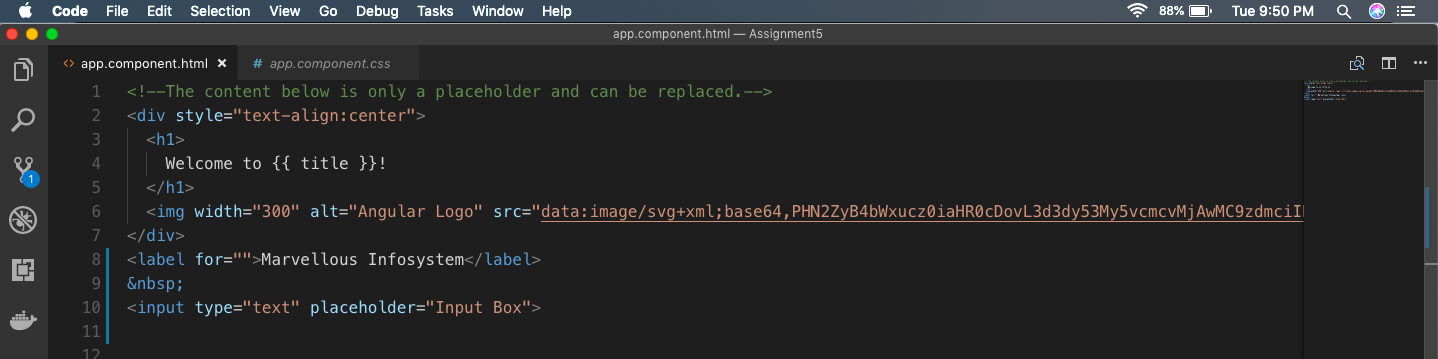 Code File Edit Selection View Go Debug Tasks Window Help 88% Tue 9:50 PM
app.component.html — Assignment5
<> app.component.html × # app.component.css ...
1 <!--The content below is only a placeholder and can be replaced.-->
2 <div style="text-align:center">
3 <h1>
4 Welcome to {{ title }}!
5 </h1>
6 <img width="300" alt="Angular Logo" src="data:image/svg+xml;base64,PHN2ZyB4bWxucz0iaHR0cDovL3d3dy53My5vcmcvMjAwMC9zdmciI
7 </div>
8 <label for="">Marvellous Infosystem</label>
9 &nbsp;
10 <input type="text" placeholder="Input Box">
11
12
1